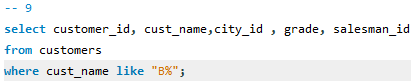 -- 9
select customer_id, cust_name,city_id , grade, salesman_id
from customers
where cust_name like "B%";